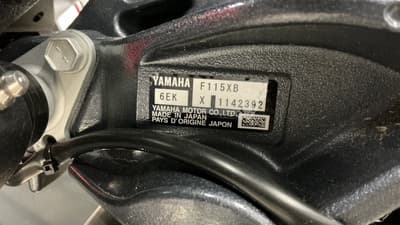 YAMAHA F115XB
6EK X 1142392
YAMAHA MOTOR CO., LTD.
MADE IN JAPAN
PAYS D'ORIGINE JAPON